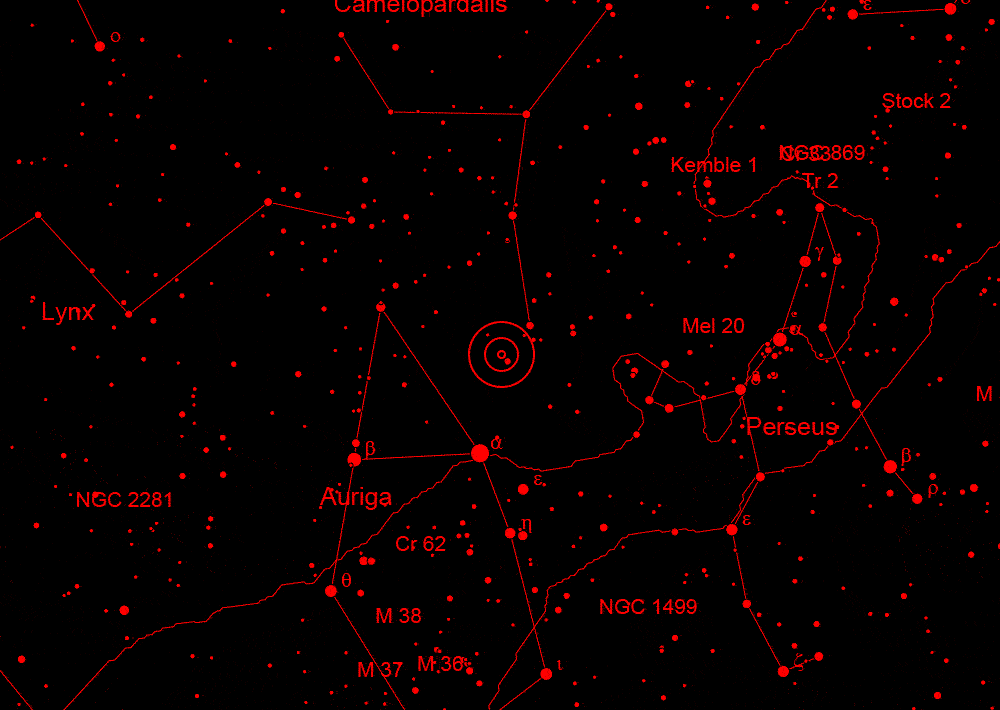 Camelopardalis
ε
ο
Stock 2
Kemble 1
Tr 2
γ
Lynx
Mel 20
α
M
Perseus
α
β
β
ε
ρ
Auriga
NGC 2281
η
ε
Cr 62
θ
NGC 1499
M 38
M 37
M 36
ι
ζ